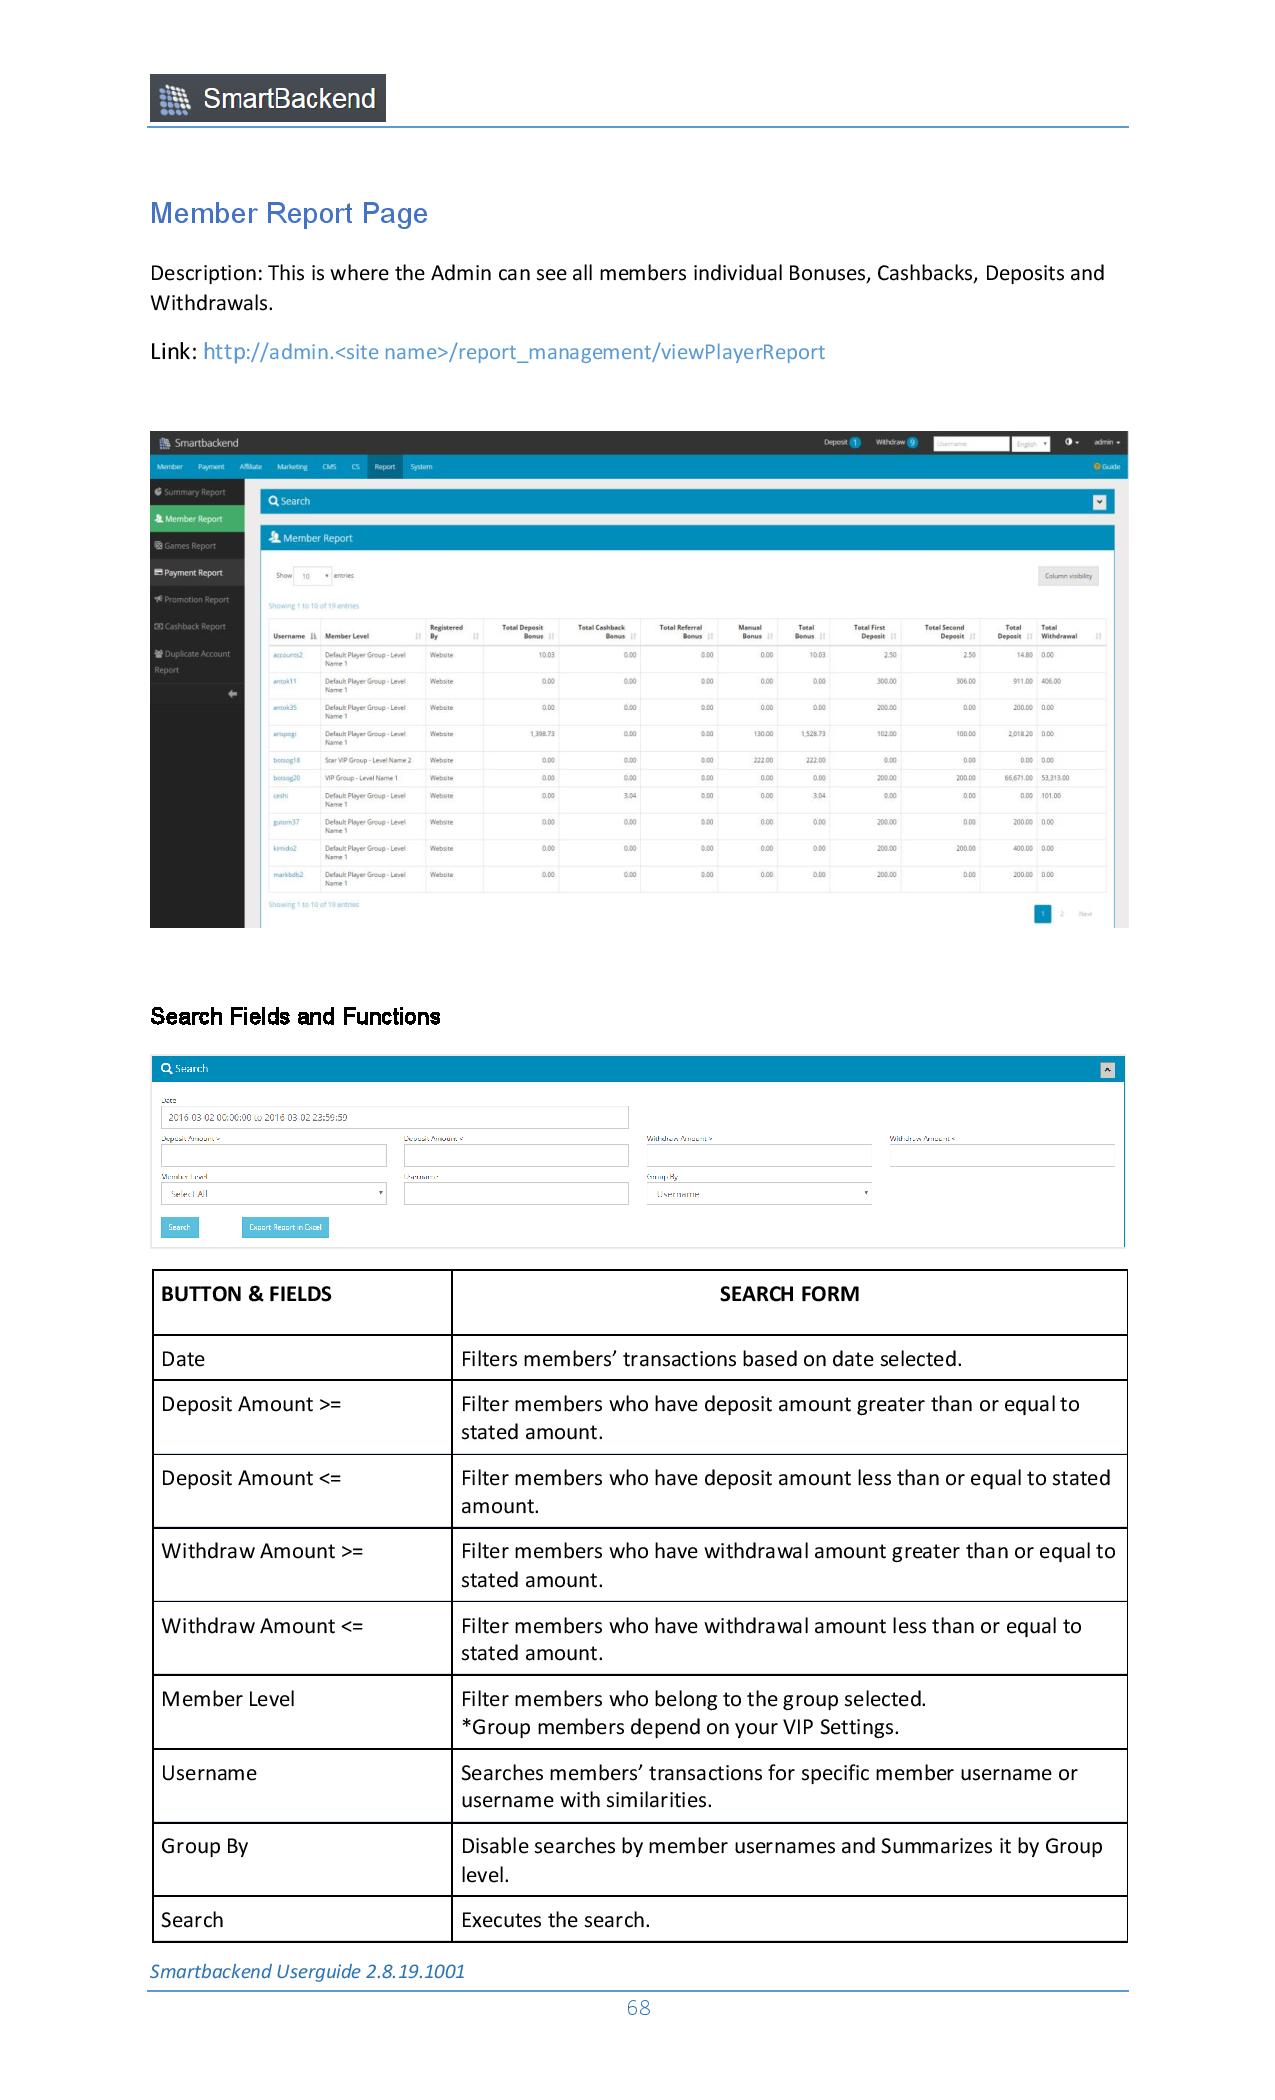 SmartBackend
Member Report Page
Description: This is where the Admin can see all members individual Bonuses, Cashbacks, Deposits and
Withdrawals.
Link: http://admin.<site name>/report_management/viewPlayerReport
Smartbackend Deposit 1 Withdraw 9 Username English admin
Member Payment Affiliate Marketing CMS CS Report System Guide
Summary Report
Member Report
Games Report
Payment Report
Promotion Report
Cashback Report
Duplicate Account
Report
Search
Member Report
Show 10 entries Column visibility
Showing 1 to 10 of 19 entries
Registered Total Deposit Total Cashback Total Referral Manual Total Total First Total Second Total Total
Username Member Level By Bonus Bonus Bonus Bonus Bonus Deposit Deposit Deposit Withdrawal
accounts2 Default Player Group - Level Website 10.03 0.00 0.00 0.00 10.03 2.50 2.50 14.80 0.00
Name 1
antok11 Default Player Group - Level Website 0.00 0.00 0.00 0.00 0.00 300.00 306.00 911.00 406.00
Name 1
antok35 Default Player Group - Level Website 0.00 0.00 0.00 0.00 0.00 200.00 0.00 200.00 0.00
Name 1
arispogi Default Player Group - Level Website 1,398.73 0.00 0.00 130.00 1,528.73 102.00 100.00 2,018.20 0.00
Name 1
botsog18 Star VIP Group - Level Name 2 Website 0.00 0.00 0.00 222.00 222.00 0.00 0.00 0.00 0.00
botsog20 VIP Group - Level Name 1 Website 0.00 0.00 0.00 0.00 0.00 200.00 200.00 66,671.00 53,313.00
ceshi Default Player Group - Level Website 0.00 3.04 0.00 0.00 3.04 0.00 0.00 0.00 101.00
Name 1
gutom37 Default Player Group - Level Website 0.00 0.00 0.00 0.00 0.00 200.00 0.00 200.00 0.00
Name 1
kimido2 Default Player Group - Level Website 0.00 0.00 0.00 0.00 0.00 200.00 200.00 400.00 0.00
Name 1
markbdb2 Default Player Group - Level Website 0.00 0.00 0.00 0.00 0.00 200.00 0.00 200.00 0.00
Name 1
Showing 1 to 10 of 19 entries
1 2 Next
Search Fields and Functions
Search
Date
2016-03-02 00:00:00 to 2016-03-02 23:59:59
Deposit Amount > Deposit Amount < Withdraw Amount > Withdraw Amount <
Member Level Username Group By
Select All Username
Search Export Report in Excel
BUTTON & FIELDS SEARCH FORM
Date Filters members’ transactions based on date selected.
Deposit Amount >= Filter members who have deposit amount greater than or equal to
stated amount.
Deposit Amount <= Filter members who have deposit amount less than or equal to stated
amount.
Withdraw Amount >= Filter members who have withdrawal amount greater than or equal to
stated amount.
Withdraw Amount <= Filter members who have withdrawal amount less than or equal to
stated amount.
Member Level Filter members who belong to the group selected.
*Group members depend on your VIP Settings.
Username Searches members’ transactions for specific member username or
username with similarities.
Group By Disable searches by member usernames and Summarizes it by Group
level.
Search Executes the search.
Smartbackend Userguide 2.8.19.1001
68